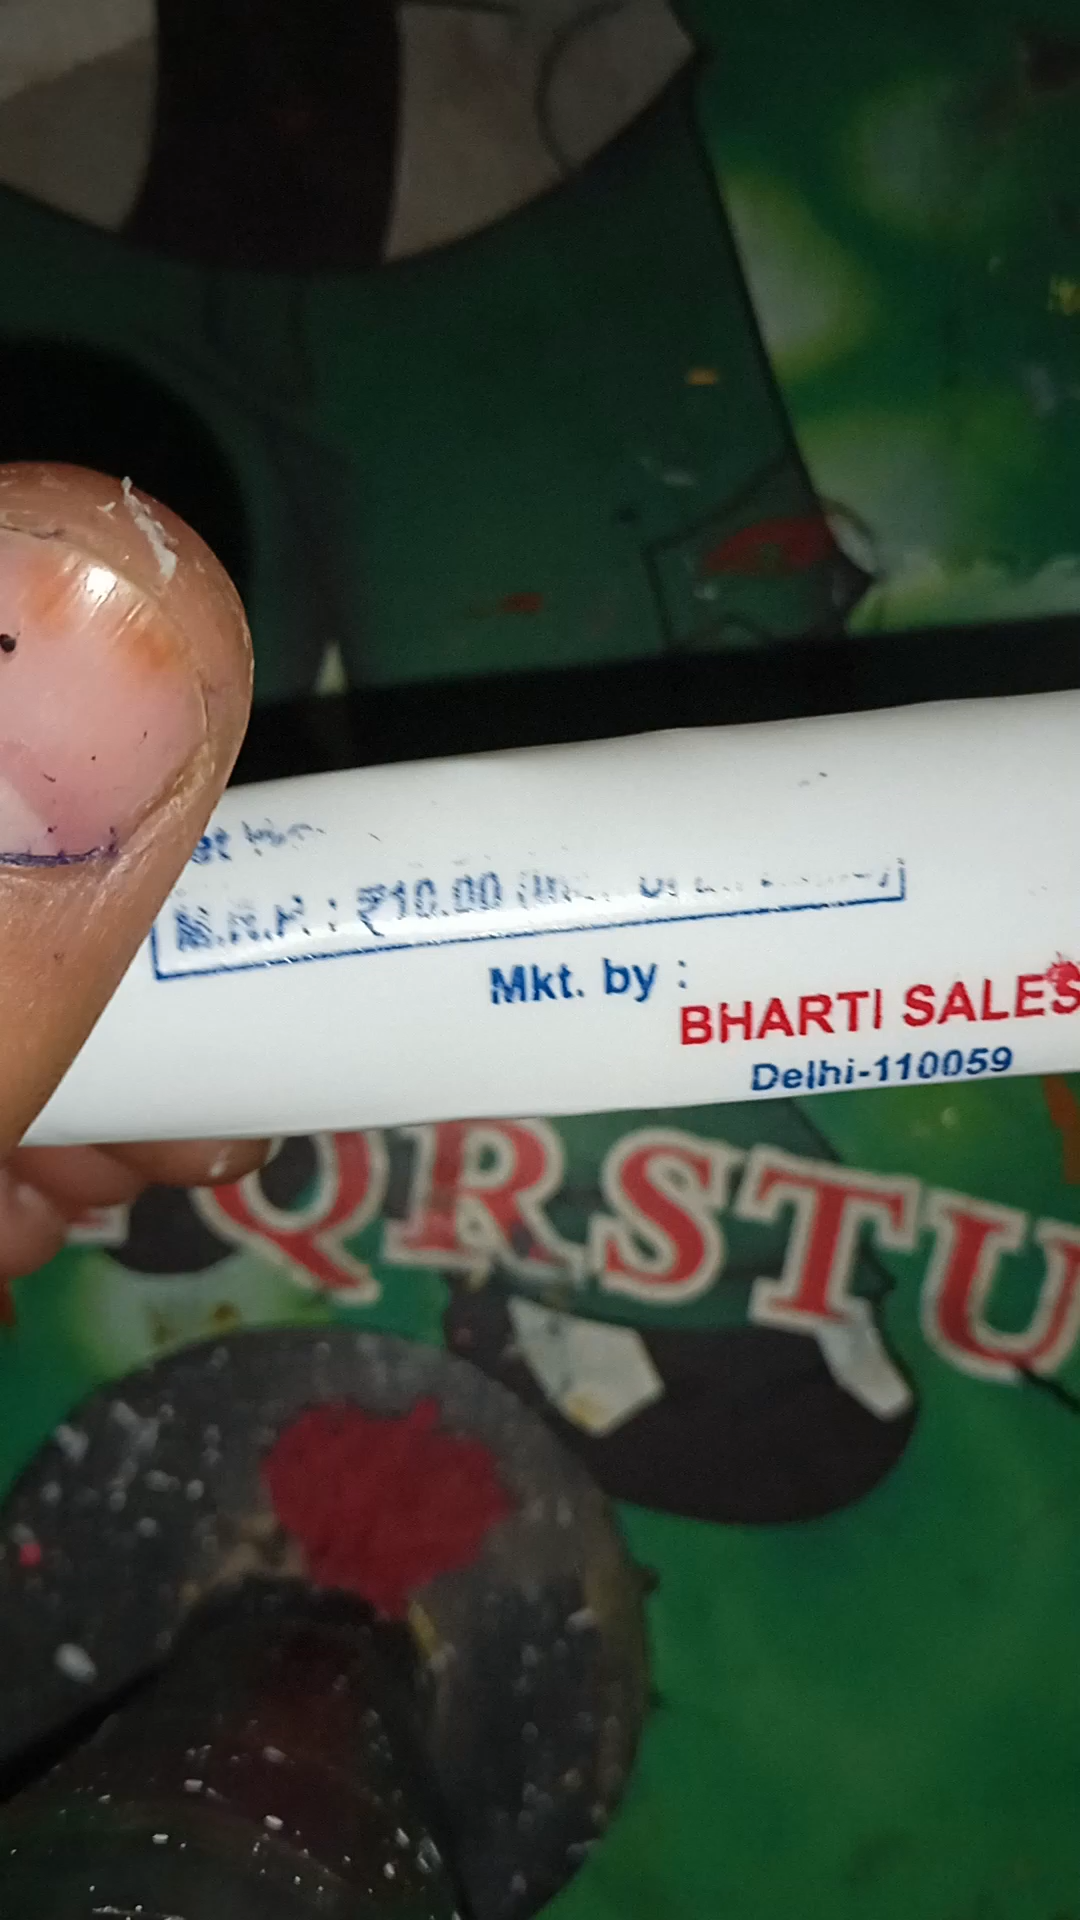 M.R.P. : ₹10.00
Mkt. by :
BHARTI SALES
Delhi-110059
QRSTU